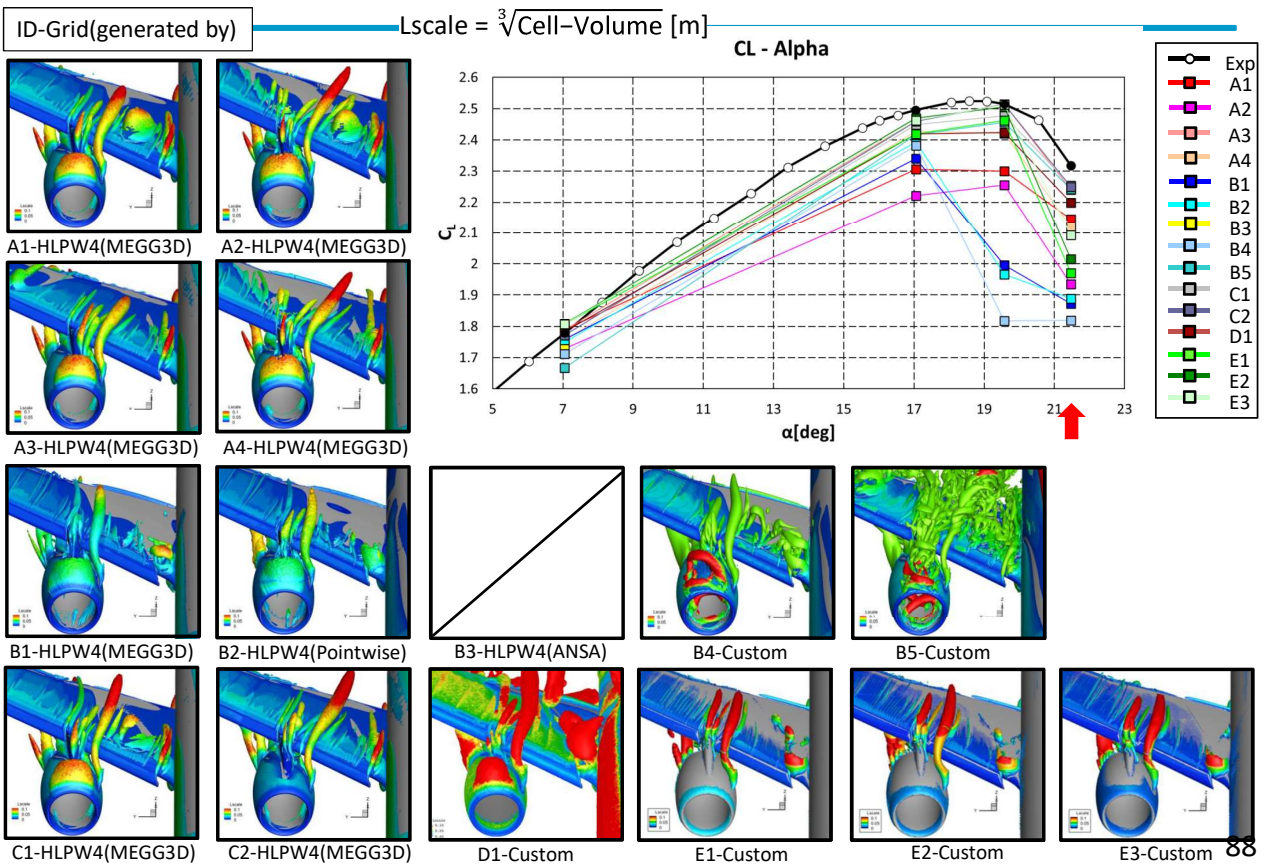 ID-Grid(generated by)
Lscale = ∛Cell−Volume [m]
CL - Alpha
2.6
2.5
2.4
2.3
2.2
2.1
2
1.9
1.8
1.7
1.6
CL
5 7 9 11 13 15 17 19 21 23
α[deg]
Exp
A1
A2
A3
A4
B1
B2
B3
B4
B5
C1
C2
D1
E1
E2
E3
A1-HLPW4(MEGG3D)
A2-HLPW4(MEGG3D)
A3-HLPW4(MEGG3D)
A4-HLPW4(MEGG3D)
B1-HLPW4(MEGG3D)
B2-HLPW4(Pointwise)
B3-HLPW4(ANSA)
B4-Custom
B5-Custom
C1-HLPW4(MEGG3D)
C2-HLPW4(MEGG3D)
D1-Custom
E1-Custom
E2-Custom
E3-Custom
88